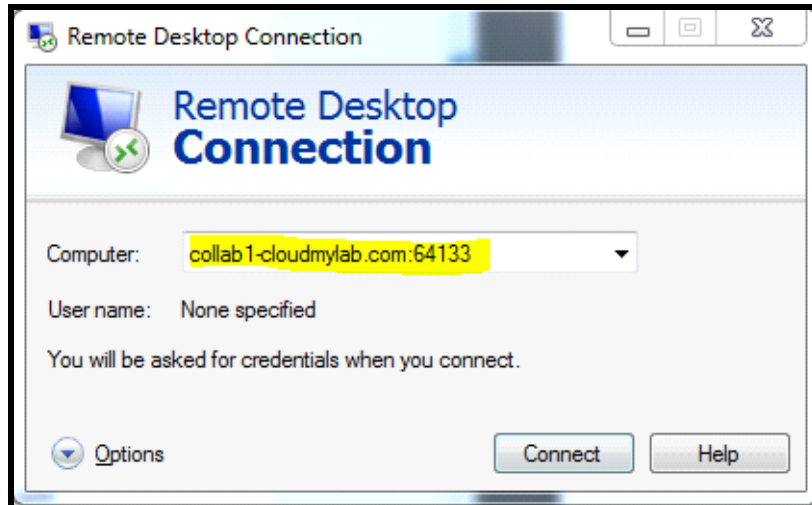 Remote Desktop Connection
Remote Desktop
Connection
Computer: collab1-cloudmylab.com:64133
User name: None specified
You will be asked for credentials when you connect.
Options Connect Help